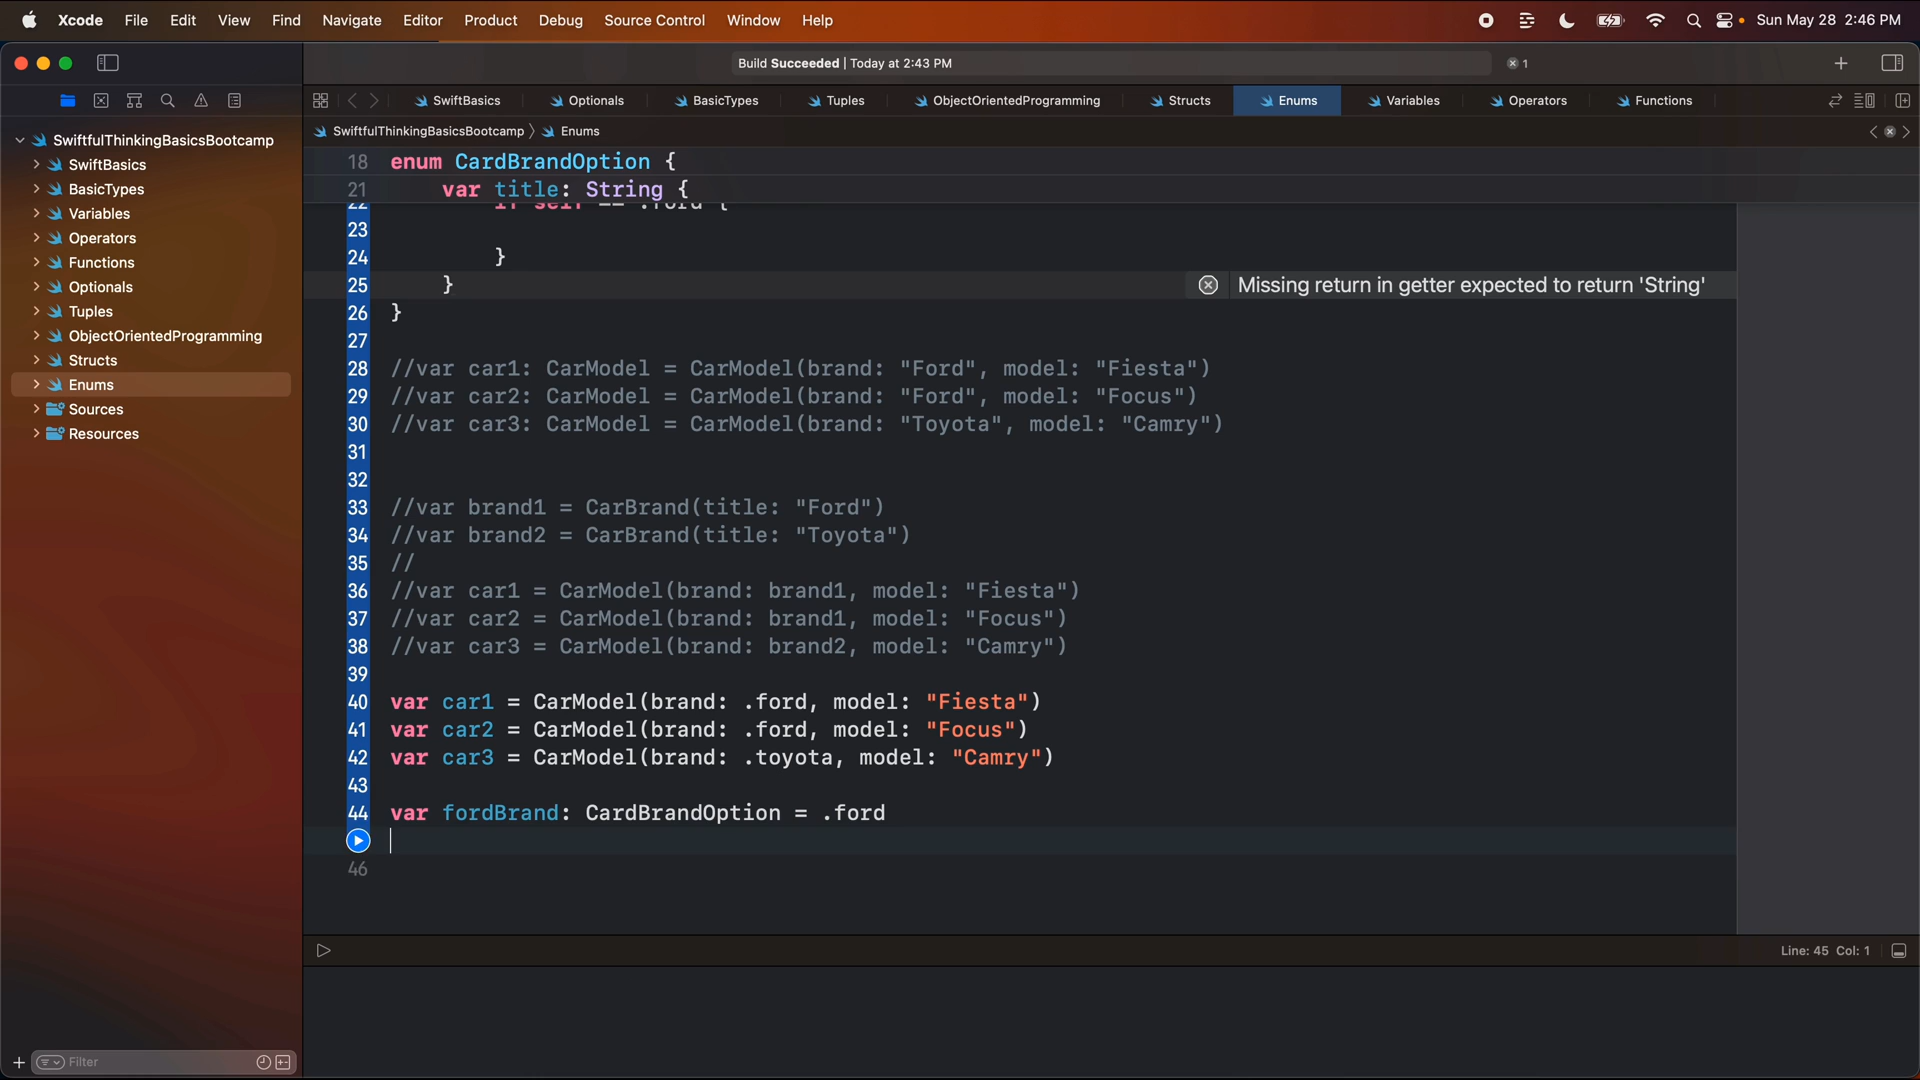 Xcode File Edit View Find Navigate Editor Product Debug Source Control Window Help Sun May 28 2:46 PM
Build Succeeded | Today at 2:43 PM 1
SwiftBasics Optionals BasicTypes Tuples ObjectOrientedProgramming Structs Enums Variables Operators Functions
SwiftfulThinkingBasicsBootcamp Enums
SwiftfulThinkingBasicsBootcamp
SwiftBasics
BasicTypes
Variables
Operators
Functions
Optionals
Tuples
ObjectOrientedProgramming
Structs
Enums
Sources
Resources
Filter
18 enum CardBrandOption {
21 var title: String {
22 if self == .ford {
23
24 }
25 } Missing return in getter expected to return 'String'
26 }
27
28 //var car1: CarModel = CarModel(brand: "Ford", model: "Fiesta")
29 //var car2: CarModel = CarModel(brand: "Ford", model: "Focus")
30 //var car3: CarModel = CarModel(brand: "Toyota", model: "Camry")
31
32
33 //var brand1 = CarBrand(title: "Ford")
34 //var brand2 = CarBrand(title: "Toyota")
35 //
36 //var car1 = CarModel(brand: brand1, model: "Fiesta")
37 //var car2 = CarModel(brand: brand1, model: "Focus")
38 //var car3 = CarModel(brand: brand2, model: "Camry")
39
40 var car1 = CarModel(brand: .ford, model: "Fiesta")
41 var car2 = CarModel(brand: .ford, model: "Focus")
42 var car3 = CarModel(brand: .toyota, model: "Camry")
43
44 var fordBrand: CardBrandOption = .ford
46
Line: 45 Col: 1